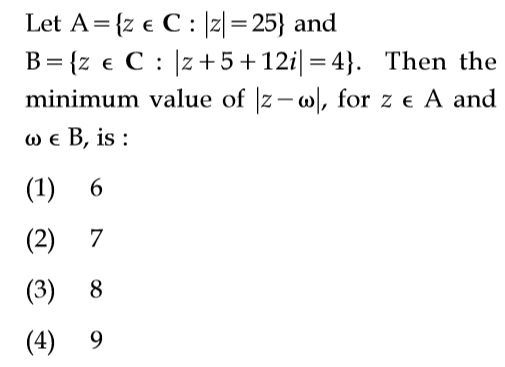 Let A={z ϵ C : |z|=25} and
B={z ϵ C : |z+5+12i|=4}. Then the
minimum value of |z−ω|, for z ϵ A and
ω ϵ B, is :
(1) 6
(2) 7
(3) 8
(4) 9